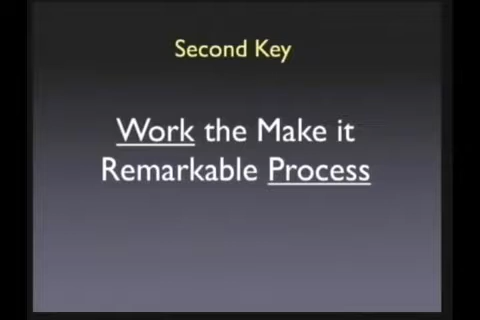 Second Key
Work the Make it
Remarkable Process